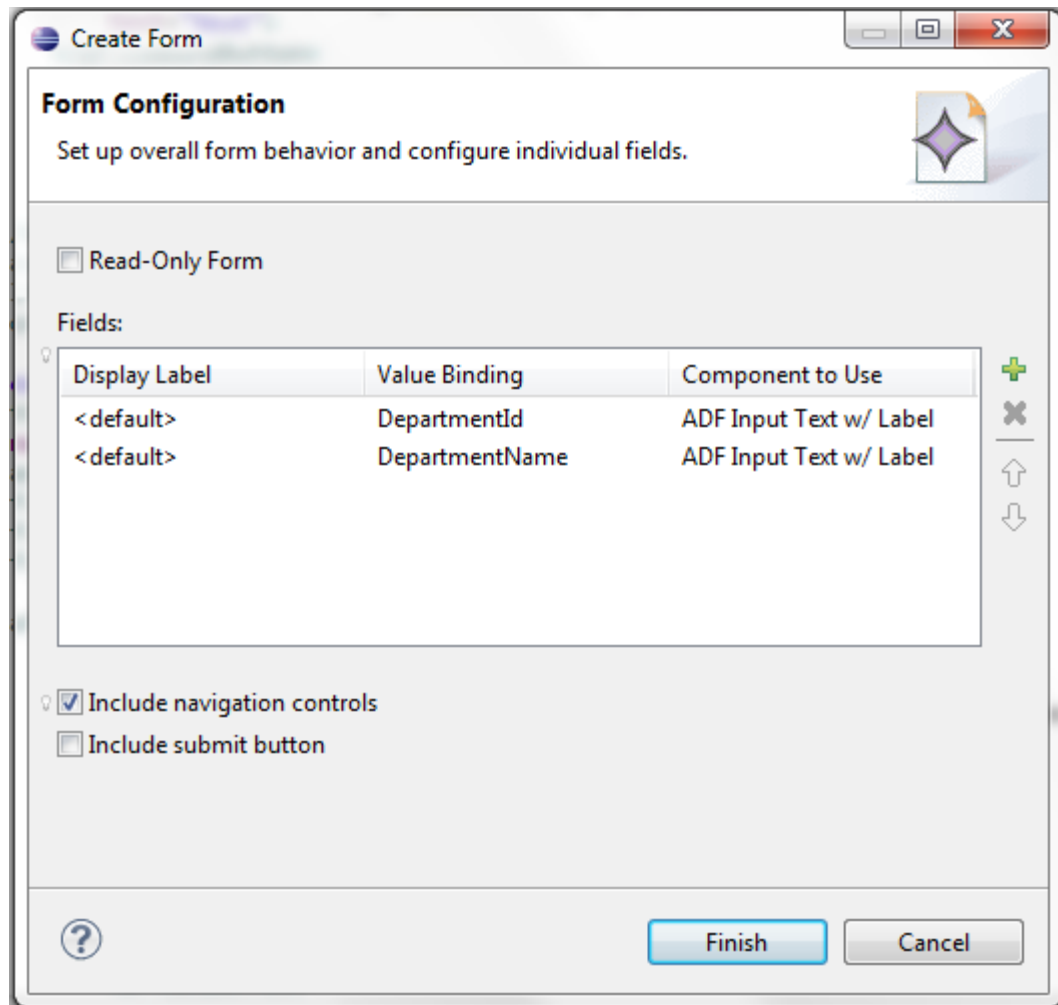 Create Form
Form Configuration
Set up overall form behavior and configure individual fields.
Read-Only Form
Fields:
Display Label Value Binding Component to Use
<default> DepartmentId ADF Input Text w/ Label
<default> DepartmentName ADF Input Text w/ Label
Include navigation controls
Include submit button
Finish Cancel